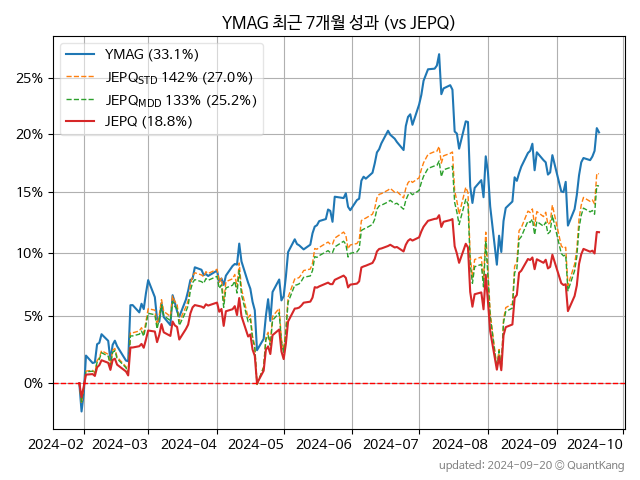 YMAG 최근 7개월 성과 (vs JEPQ)
YMAG (33.1%)
JEPQSTD 142% (27.0%)
JEPQMDD 133% (25.2%)
JEPQ (18.8%)
25%
20%
15%
10%
5%
0%
2024-02 2024-03 2024-04 2024-05 2024-06 2024-07 2024-08 2024-09 2024-10
updated: 2024-09-20 @ QuantKang